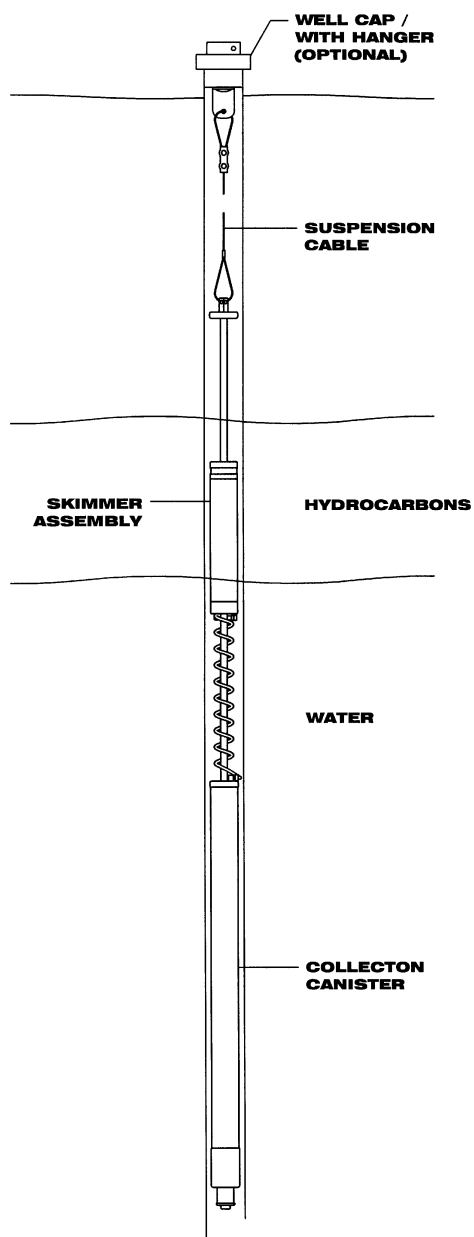 WELL CAP /
WITH HANGER
(OPTIONAL)
SUSPENSION
CABLE
SKIMMER
ASSEMBLY
HYDROCARBONS
WATER
COLLECTON
CANISTER